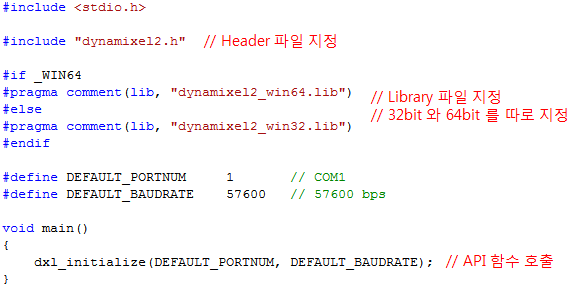 #include <stdio.h>
#include "dynamixel2.h" // Header 파일 지정
#if _WIN64
#pragma comment(lib, "dynamixel2_win64.lib") // Library 파일 지정
#else // 32bit 와 64bit 를 따로 지정
#pragma comment(lib, "dynamixel2_win32.lib")
#endif
#define DEFAULT_PORTNUM 1 // COM1
#define DEFAULT_BAUDRATE 57600 // 57600 bps
void main()
{
dxl_initialize(DEFAULT_PORTNUM, DEFAULT_BAUDRATE); // API 함수 호출
}